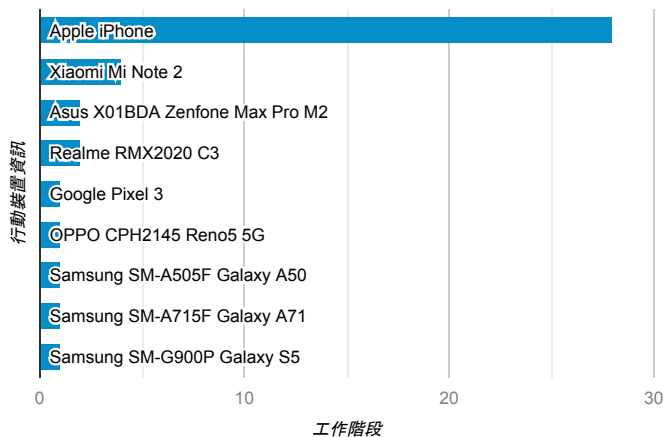 Apple iPhone
Xiaomi Mi Note 2
Asus X01BDA Zenfone Max Pro M2
Realme RMX2020 C3
Google Pixel 3
OPPO CPH2145 Reno5 5G
Samsung SM-A505F Galaxy A50
Samsung SM-A715F Galaxy A71
Samsung SM-G900P Galaxy S5
行動裝置資訊
0 10 20 30
工作階段